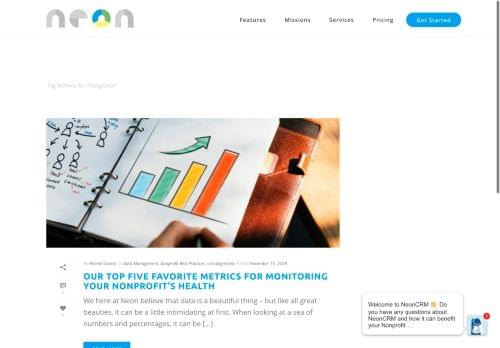 neon
Features Missions Services Pricing Get Started
Tag Archives for: "Using Data"
in Data Management, Nonprofit Best Practices, Uncategorized Posted November 15, 2018
OUR TOP FIVE FAVORITE METRICS FOR MONITORING
YOUR NONPROFIT'S HEALTH
We here at Neon believe that data is a beautiful thing – but like all great
beauties, it can be a little intimidating at first. When looking at a sea of
numbers and percentages, it can be [...]
Welcome to NeonCRM 👋 Do
you have any questions about
NeonCRM and how it can benefit
your Nonprofit ...
1